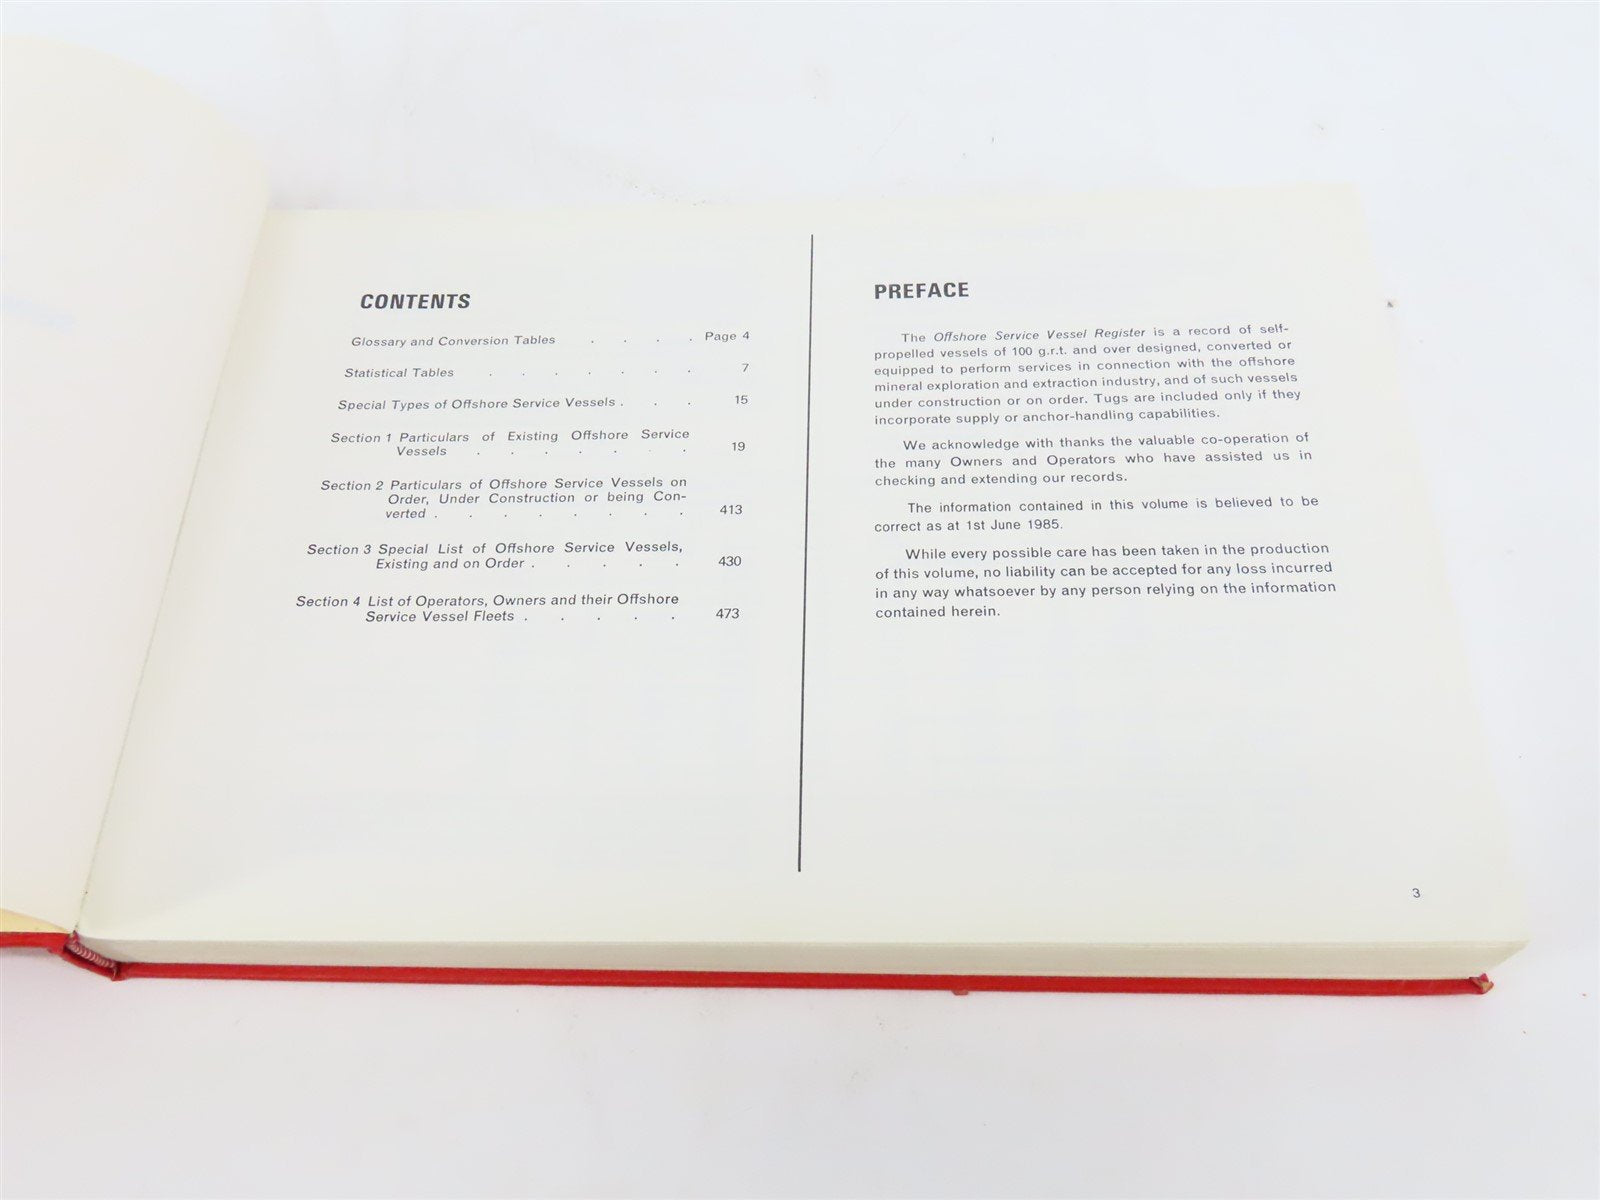 CONTENTS
Glossary and Conversion Tables . . . . Page 4
Statistical Tables . . . . . . . 7
Special Types of Offshore Service Vessels . . . 15
Section 1 Particulars of Existing Offshore Service
Vessels . . . . . . . 19
Section 2 Particulars of Offshore Service Vessels on
Order, Under Construction or being Con-
verted . . . . . . . . 413
Section 3 Special List of Offshore Service Vessels,
Existing and on Order . . . . . 430
Section 4 List of Operators, Owners and their Offshore
Service Vessel Fleets . . . . . 473
PREFACE
The Offshore Service Vessel Register is a record of self-
propelled vessels of 100 g.r.t. and over designed, converted or
equipped to perform services in connection with the offshore
mineral exploration and extraction industry, and of such vessels
under construction or on order. Tugs are included only if they
incorporate supply or anchor-handling capabilities.
We acknowledge with thanks the valuable co-operation of
the many Owners and Operators who have assisted us in
checking and extending our records.
The information contained in this volume is believed to be
correct as at 1st June 1985.
While every possible care has been taken in the production
of this volume, no liability can be accepted for any loss incurred
in any way whatsoever by any person relying on the information
contained herein.
3